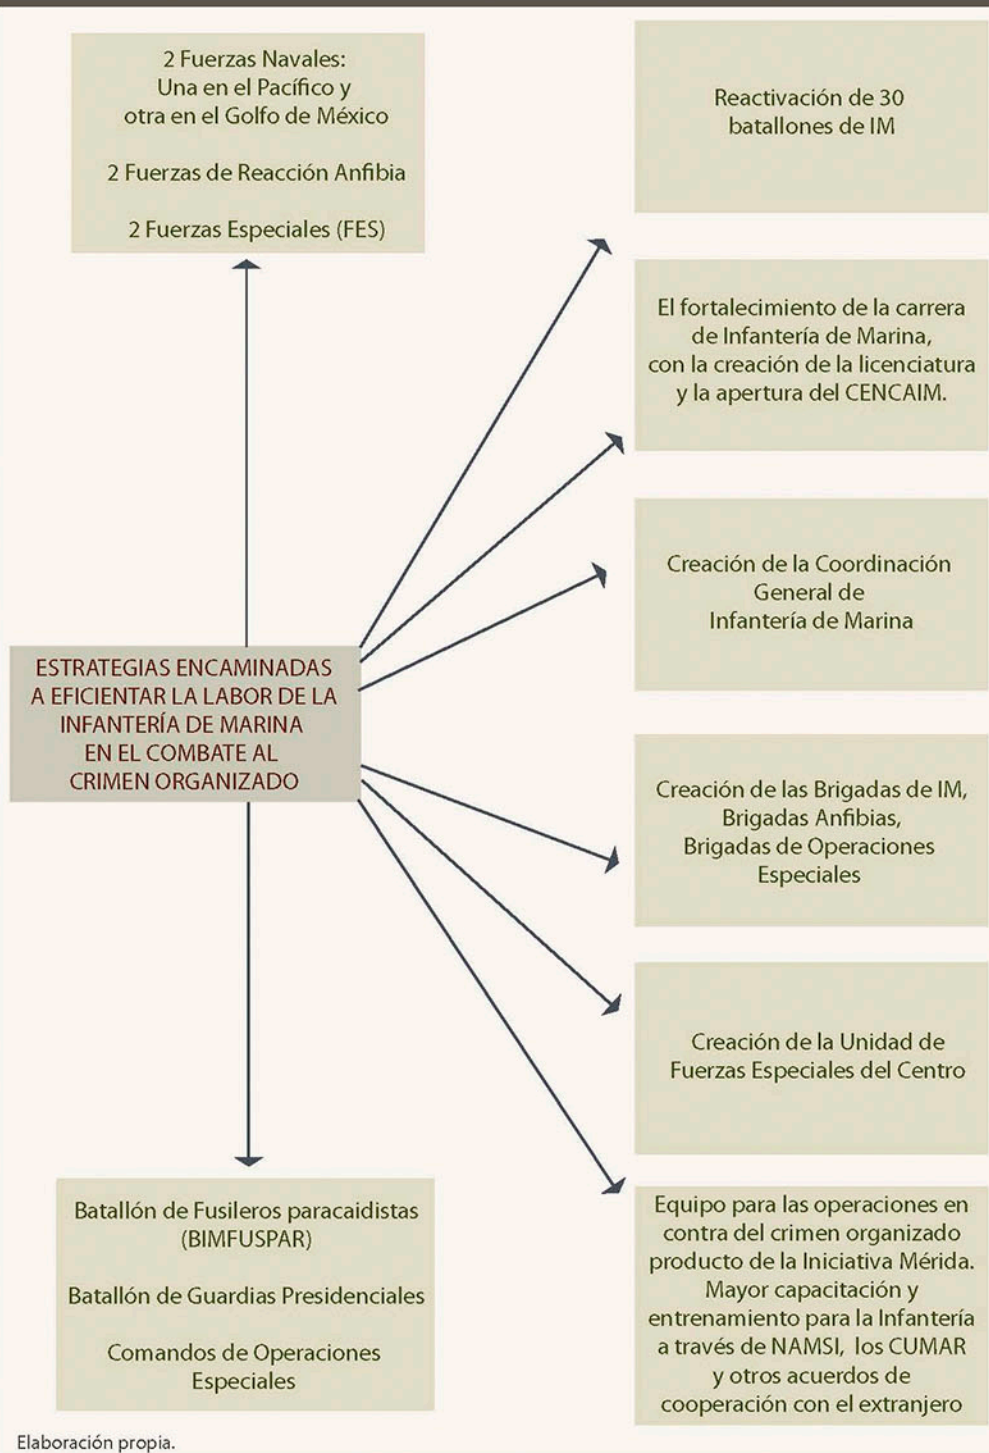 2 Fuerzas Navales:
Una en el Pacífico y
otra en el Golfo de México
2 Fuerzas de Reacción Anfibia
2 Fuerzas Especiales (FES)
Reactivación de 30
batallones de IM
El fortalecimiento de la carrera
de Infantería de Marina,
con la creación de la licenciatura
y la apertura del CENCAIM.
Creación de la Coordinación
General de
Infantería de Marina
ESTRATEGIAS ENCAMINADAS
A EFICIENTAR LA LABOR DE LA
INFANTERÍA DE MARINA
EN EL COMBATE AL
CRIMEN ORGANIZADO
Creación de las Brigadas de IM,
Brigadas Anfibias,
Brigadas de Operaciones
Especiales
Creación de la Unidad de
Fuerzas Especiales del Centro
Batallón de Fusileros paracaidistas
(BIMFUSPAR)
Batallón de Guardias Presidenciales
Comandos de Operaciones
Especiales
Equipo para las operaciones en
contra del crimen organizado
producto de la Iniciativa Mérida.
Mayor capacitación y
entrenamiento para la Infantería
a través de NAMSI, los CUMAR
y otros acuerdos de
cooperación con el extranjero
Elaboración propia.